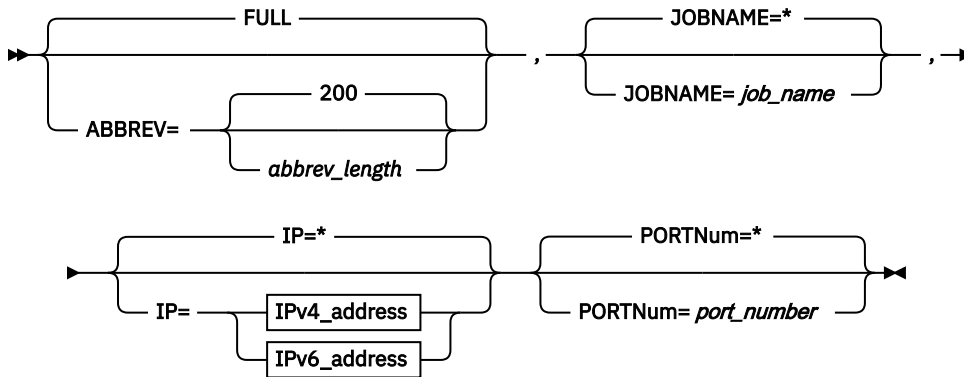 FULL JOBNAME=*
, ,
200 JOBNAME= job_name
ABBREV=
abbrev_length
IP=* PORTNum=*
IP= IPv4_address PORTNum= port_number
IPv6_address